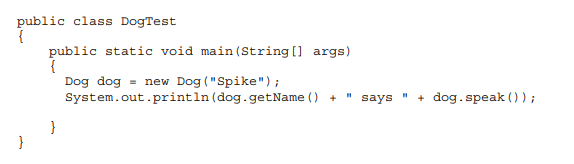 public class DogTest
{
public static void main(String[] args)
{
Dog dog = new Dog("Spike");
System.out.println(dog.getName() + " says " + dog.speak());
}
}